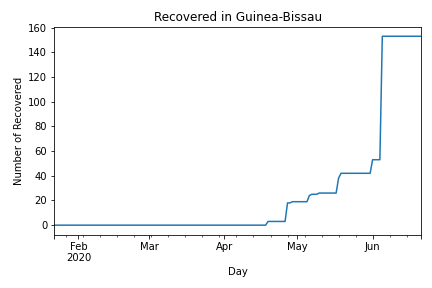 Recovered in Guinea-Bissau
Number of Recovered
160
140
120
100
80
60
40
20
0
Feb
2020
Mar
Apr
May
Jun
Day